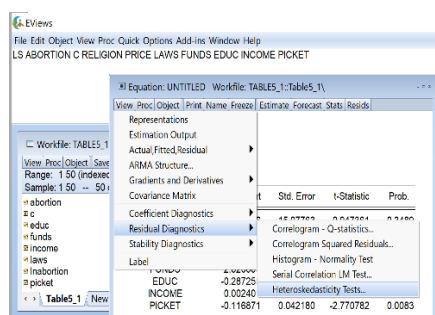 EViews
File Edit Object View Proc Quick Options Add-ins Window Help
LS ABORTION C RELIGION PRICE LAWS FUNDS EDUC INCOME PICKET
Equation: UNTITLED Workfile: TABLE5_1::Table5_1\
View Proc Object Print Name Freeze Estimate Forecast Stats Resids
Representations
Estimation Output
Actual,Fitted,Residual
ARMA Structure...
Gradients and Derivatives
Covariance Matrix
Coefficient Diagnostics
Residual Diagnostics
Stability Diagnostics
Label
t Std. Error t-Statistic Prob.
Correlogram - Q-statistics...
Correlogram Squared Residuals...
Histogram - Normality Test
Serial Correlation LM Test...
Heteroskedasticity Tests...
EDUC -0.28725
INCOME 0.00240
PICKET -0.116871 0.042180 -2.770782 0.0083
Workfile: TABLE5_1
View Proc Object Save
Range: 1 50 (indexed
Sample: 1 50 -- 50
abortion
c
educ
funds
income
laws
lnabortion
picket
Table5_1 New